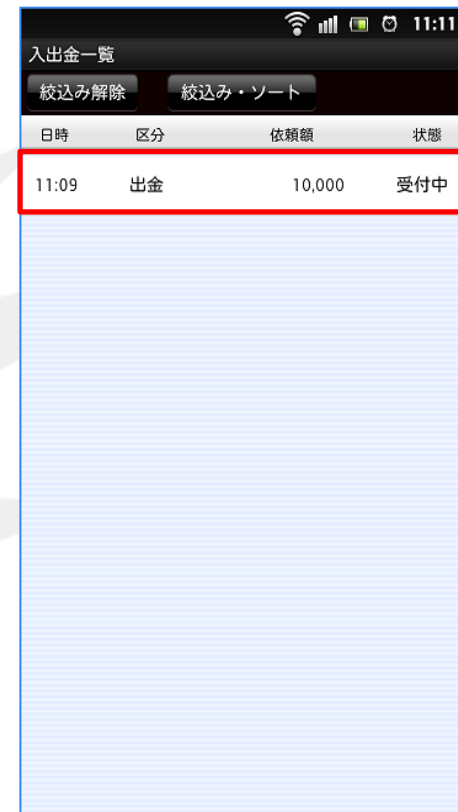 11:11
入出金一覧
絞込み解除 絞込み・ソート
日時 区分 依頼額 状態
11:09 出金 10,000 受付中